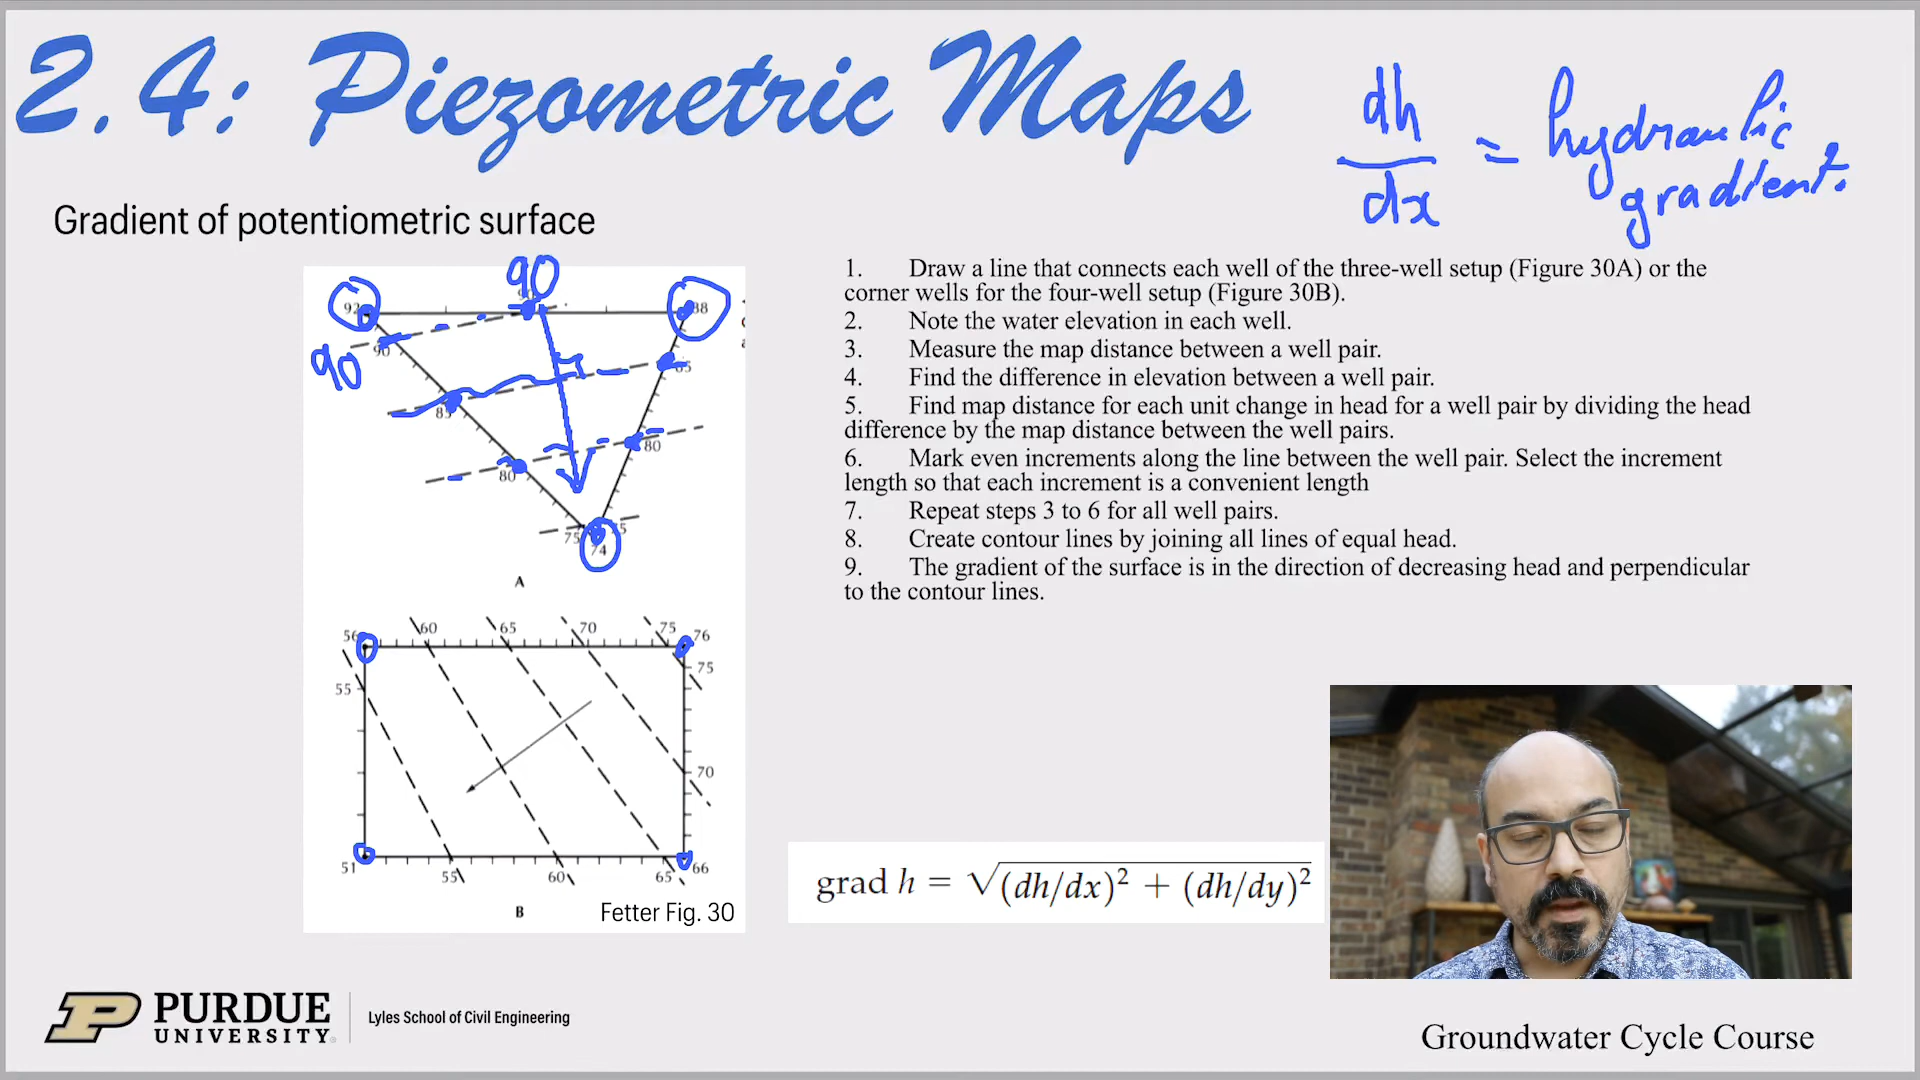 2.4: Piezometric Maps
dh
dx
= hydraulic
gradient.
Gradient of potentiometric surface
90
92
90
88
90
90
85
85
80
80
75
75
74
A
1. Draw a line that connects each well of the three-well setup (Figure 30A) or the
corner wells for the four-well setup (Figure 30B).
2. Note the water elevation in each well.
3. Measure the map distance between a well pair.
4. Find the difference in elevation between a well pair.
5. Find map distance for each unit change in head for a well pair by dividing the head
difference by the map distance between the well pairs.
6. Mark even increments along the line between the well pair. Select the increment
length so that each increment is a convenient length
7. Repeat steps 3 to 6 for all well pairs.
8. Create contour lines by joining all lines of equal head.
9. The gradient of the surface is in the direction of decreasing head and perpendicular
to the contour lines.
56 60 65 70 75 76
75
55
70
51 55 60 65 66
B
Fetter Fig. 30
grad h = √(dh/dx)² + (dh/dy)²
PURDUE
UNIVERSITY
Lyles School of Civil Engineering
Groundwater Cycle Course